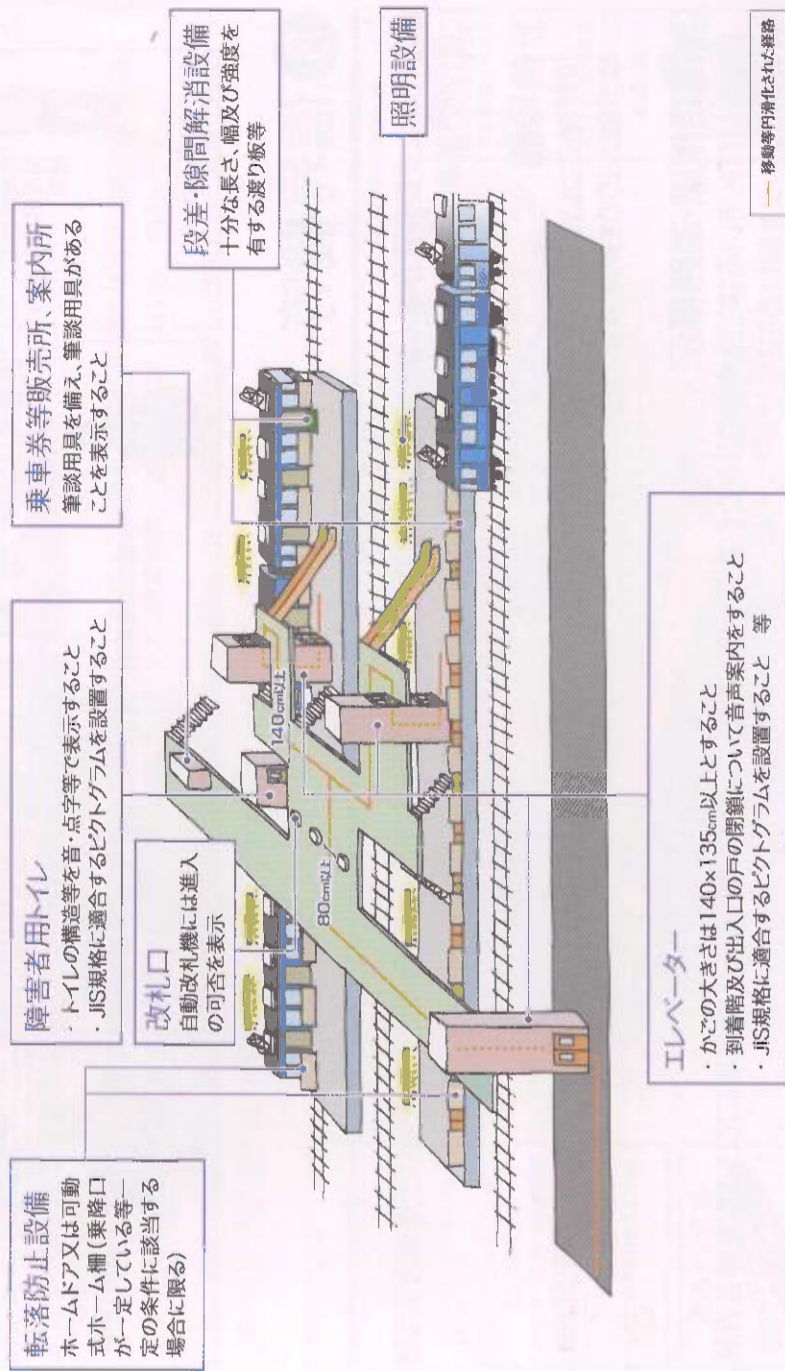 転落防止設備
ホームドア又は可動
式ホーム柵(乗降口
が一定している等一
定の条件に該当する
場合に限る)
障害者用トイレ
・トイレの構造等を音・点字等で表示すること
・JIS規格に適合するピクトグラムを設置すること
改札口
自動改札機には進入
の可否を表示
乗車券等販売所、案内所
筆談用具を備え、筆談用具がある
ことを表示すること
段差・隙間解消設備
十分な長さ、幅及び強度を
有する渡り板等
照明設備
140cm以上
80cm以上
エレベーター
・かごの大きさは140×135cm以上とすること
・到着階及び出入口の戸の閉鎖について音声案内をすること
・JIS規格に適合するピクトグラムを設置すること 等
移動等円滑化された経路